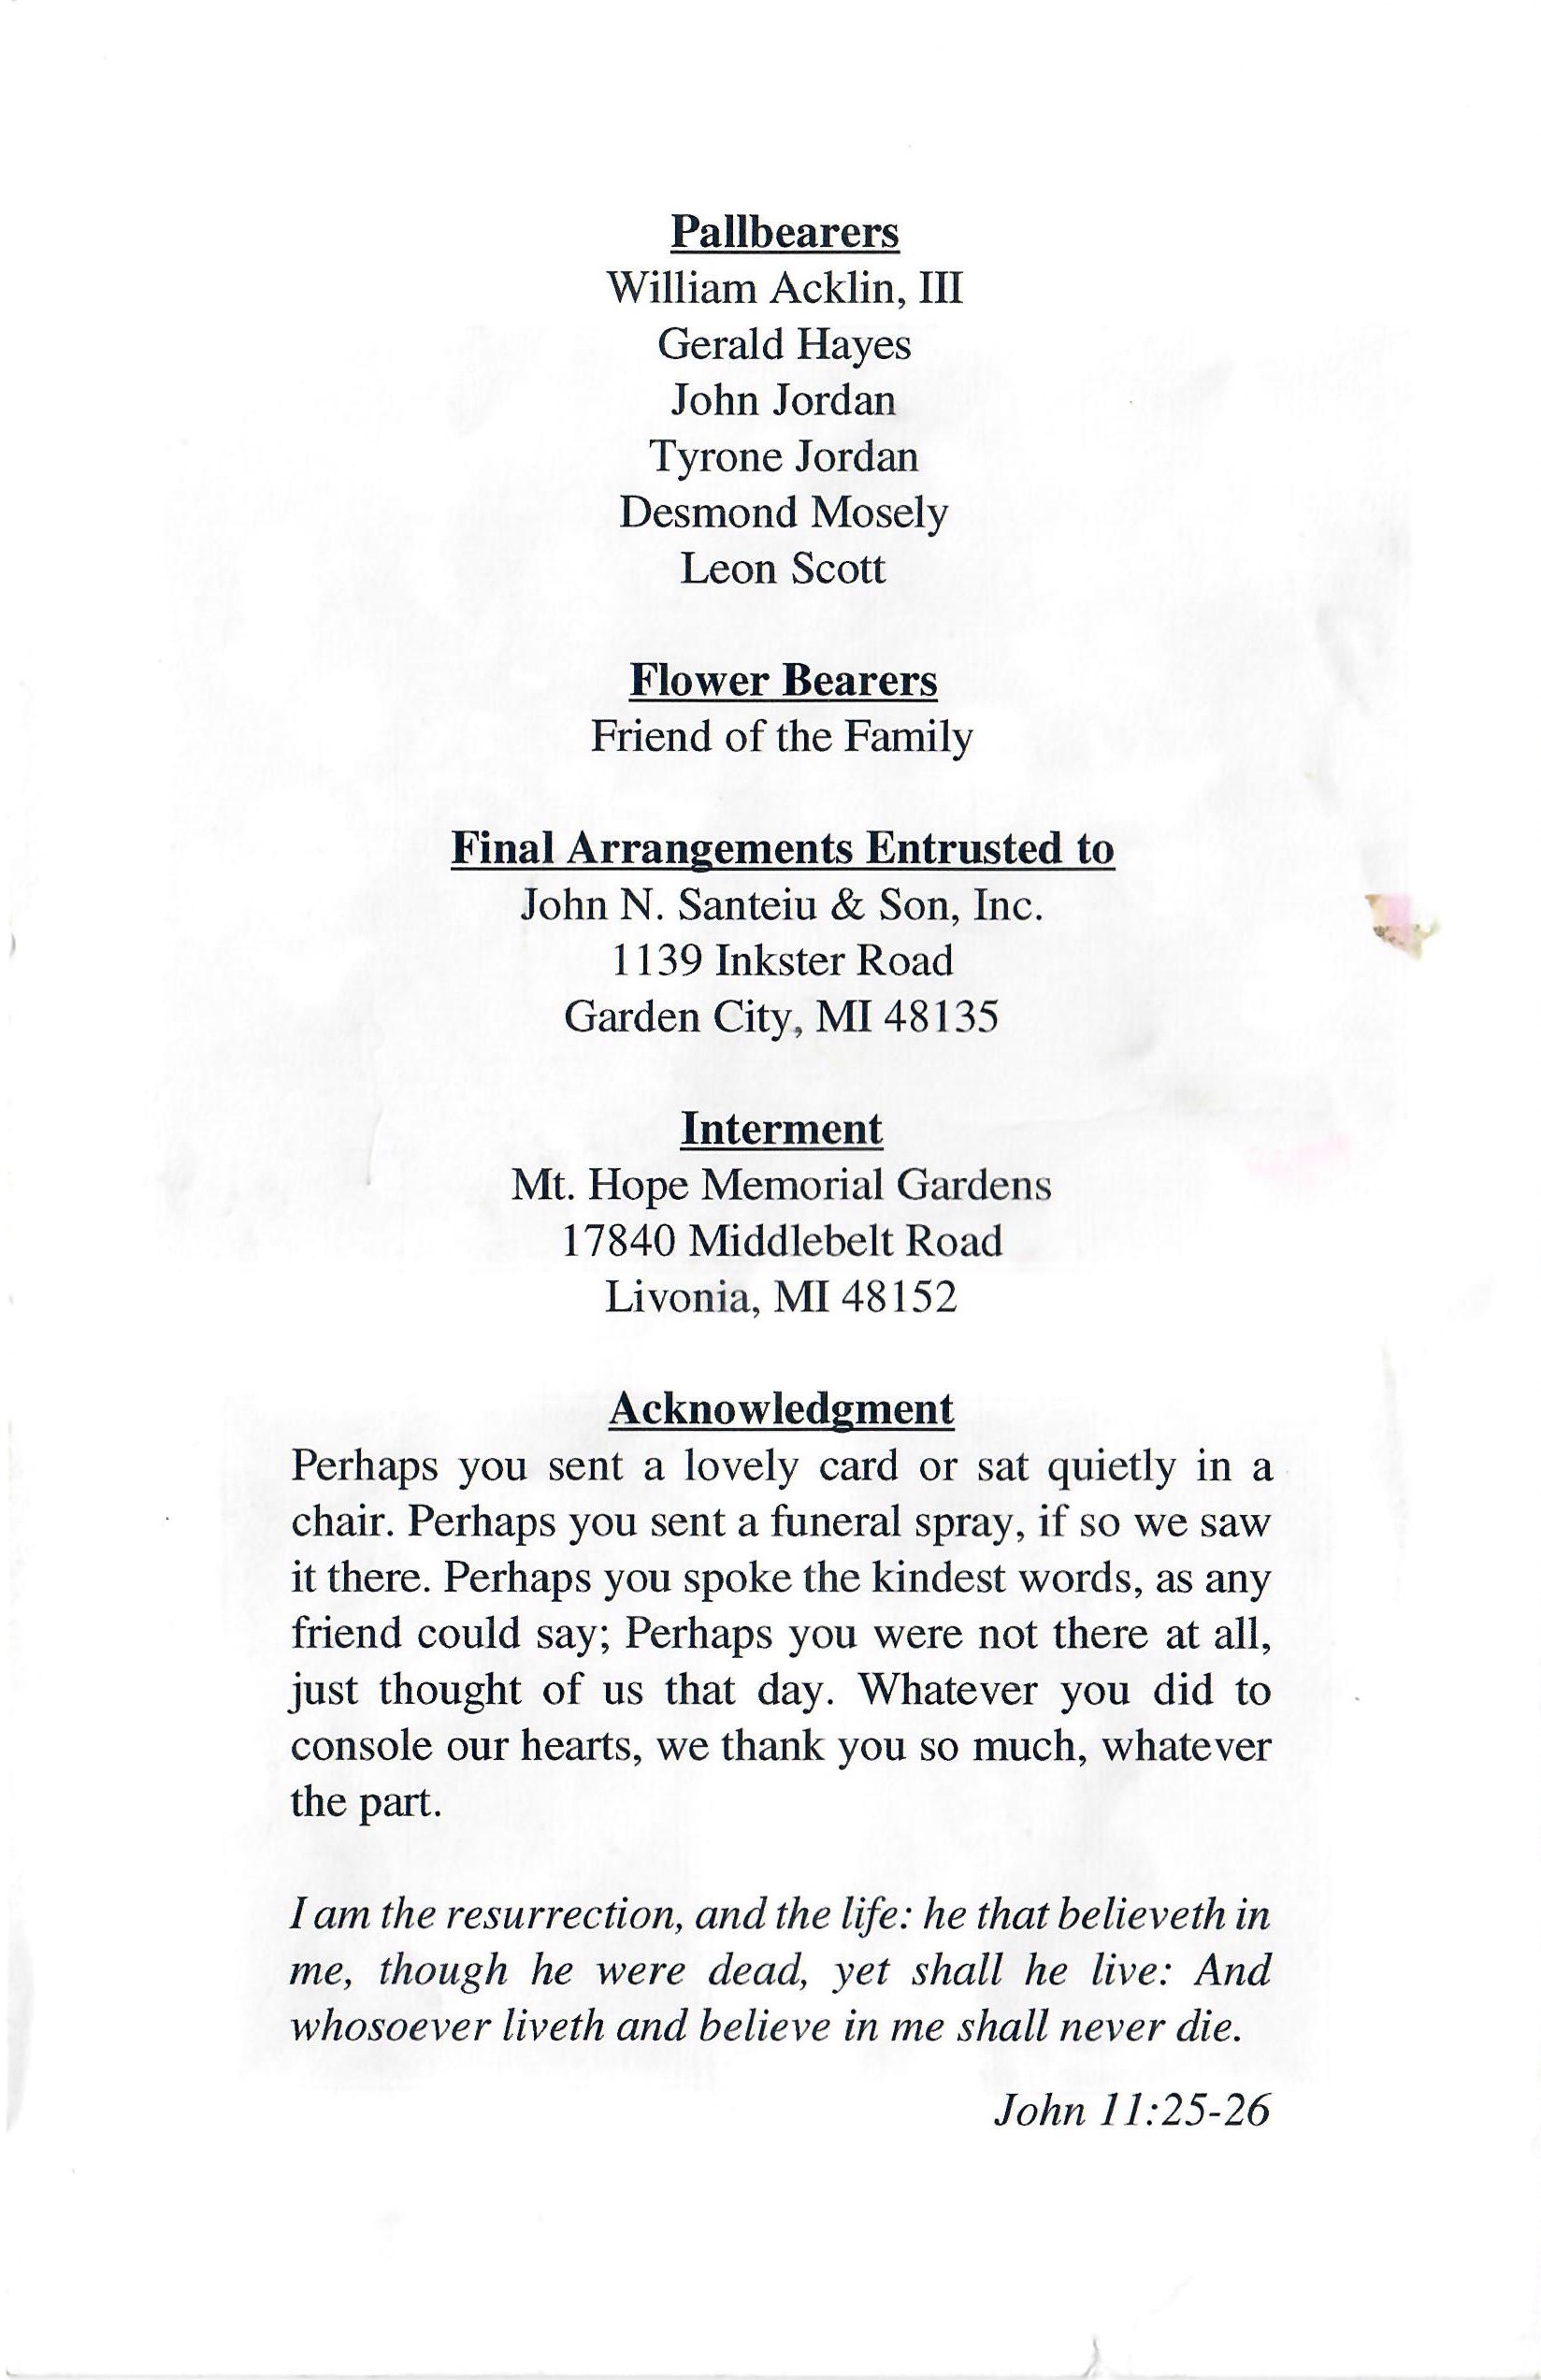 Pallbearers
William Acklin, III
Gerald Hayes
John Jordan
Tyrone Jordan
Desmond Mosely
Leon Scott
Flower Bearers
Friend of the Family
Final Arrangements Entrusted to
John N. Santeiu & Son, Inc.
1139 Inkster Road
Garden City, MI 48135
Interment
Mt. Hope Memorial Gardens
17840 Middlebelt Road
Livonia, MI 48152
Acknowledgment
Perhaps you sent a lovely card or sat quietly in a
chair. Perhaps you sent a funeral spray, if so we saw
it there. Perhaps you spoke the kindest words, as any
friend could say; Perhaps you were not there at all,
just thought of us that day. Whatever you did to
console our hearts, we thank you so much, whatever
the part.
I am the resurrection, and the life: he that believeth in
me, though he were dead, yet shall he live: And
whosoever liveth and believe in me shall never die.
John 11:25-26